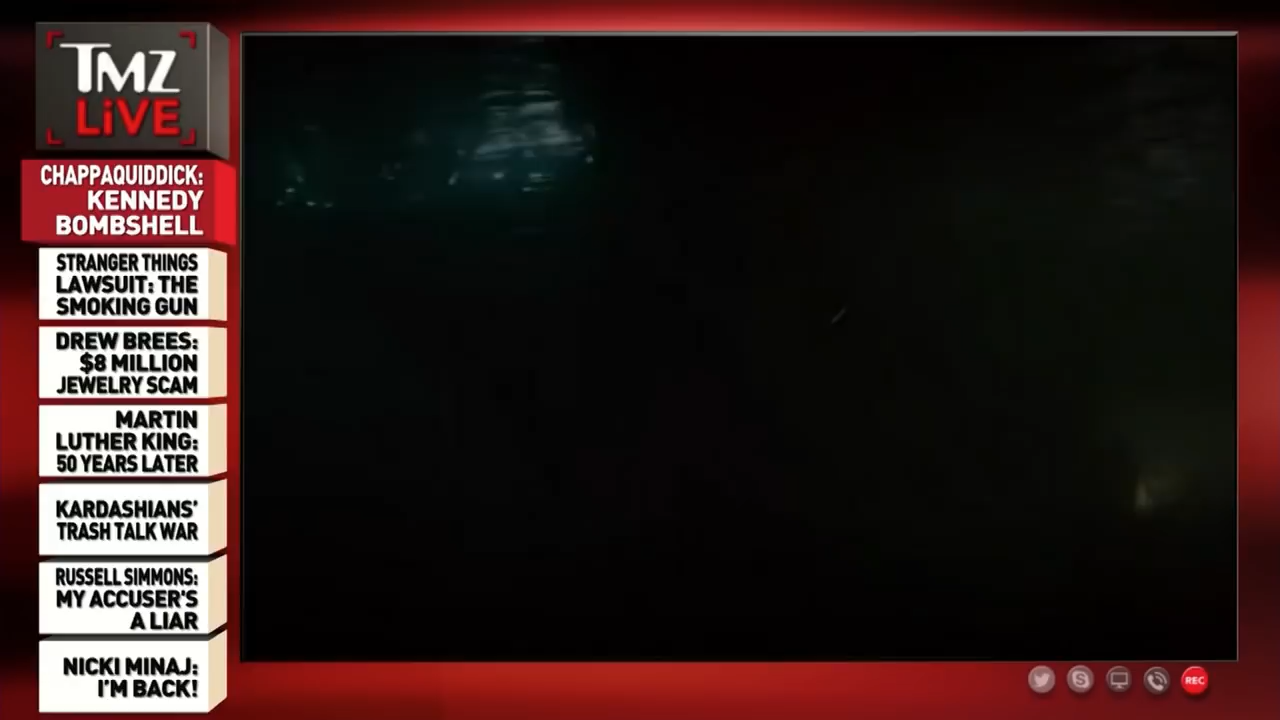 TMZ
LiVE
CHAPPAQUIDDICK:
KENNEDY
BOMBSHELL
STRANGER THINGS
LAWSUIT: THE
SMOKING GUN
DREW BREES:
$8 MILLION
JEWELRY SCAM
MARTIN
LUTHER KING:
50 YEARS LATER
KARDASHIANS'
TRASH TALK WAR
RUSSELL SIMMONS:
MY ACCUSER'S
A LIAR
NICKI MINAJ:
I'M BACK!
REC